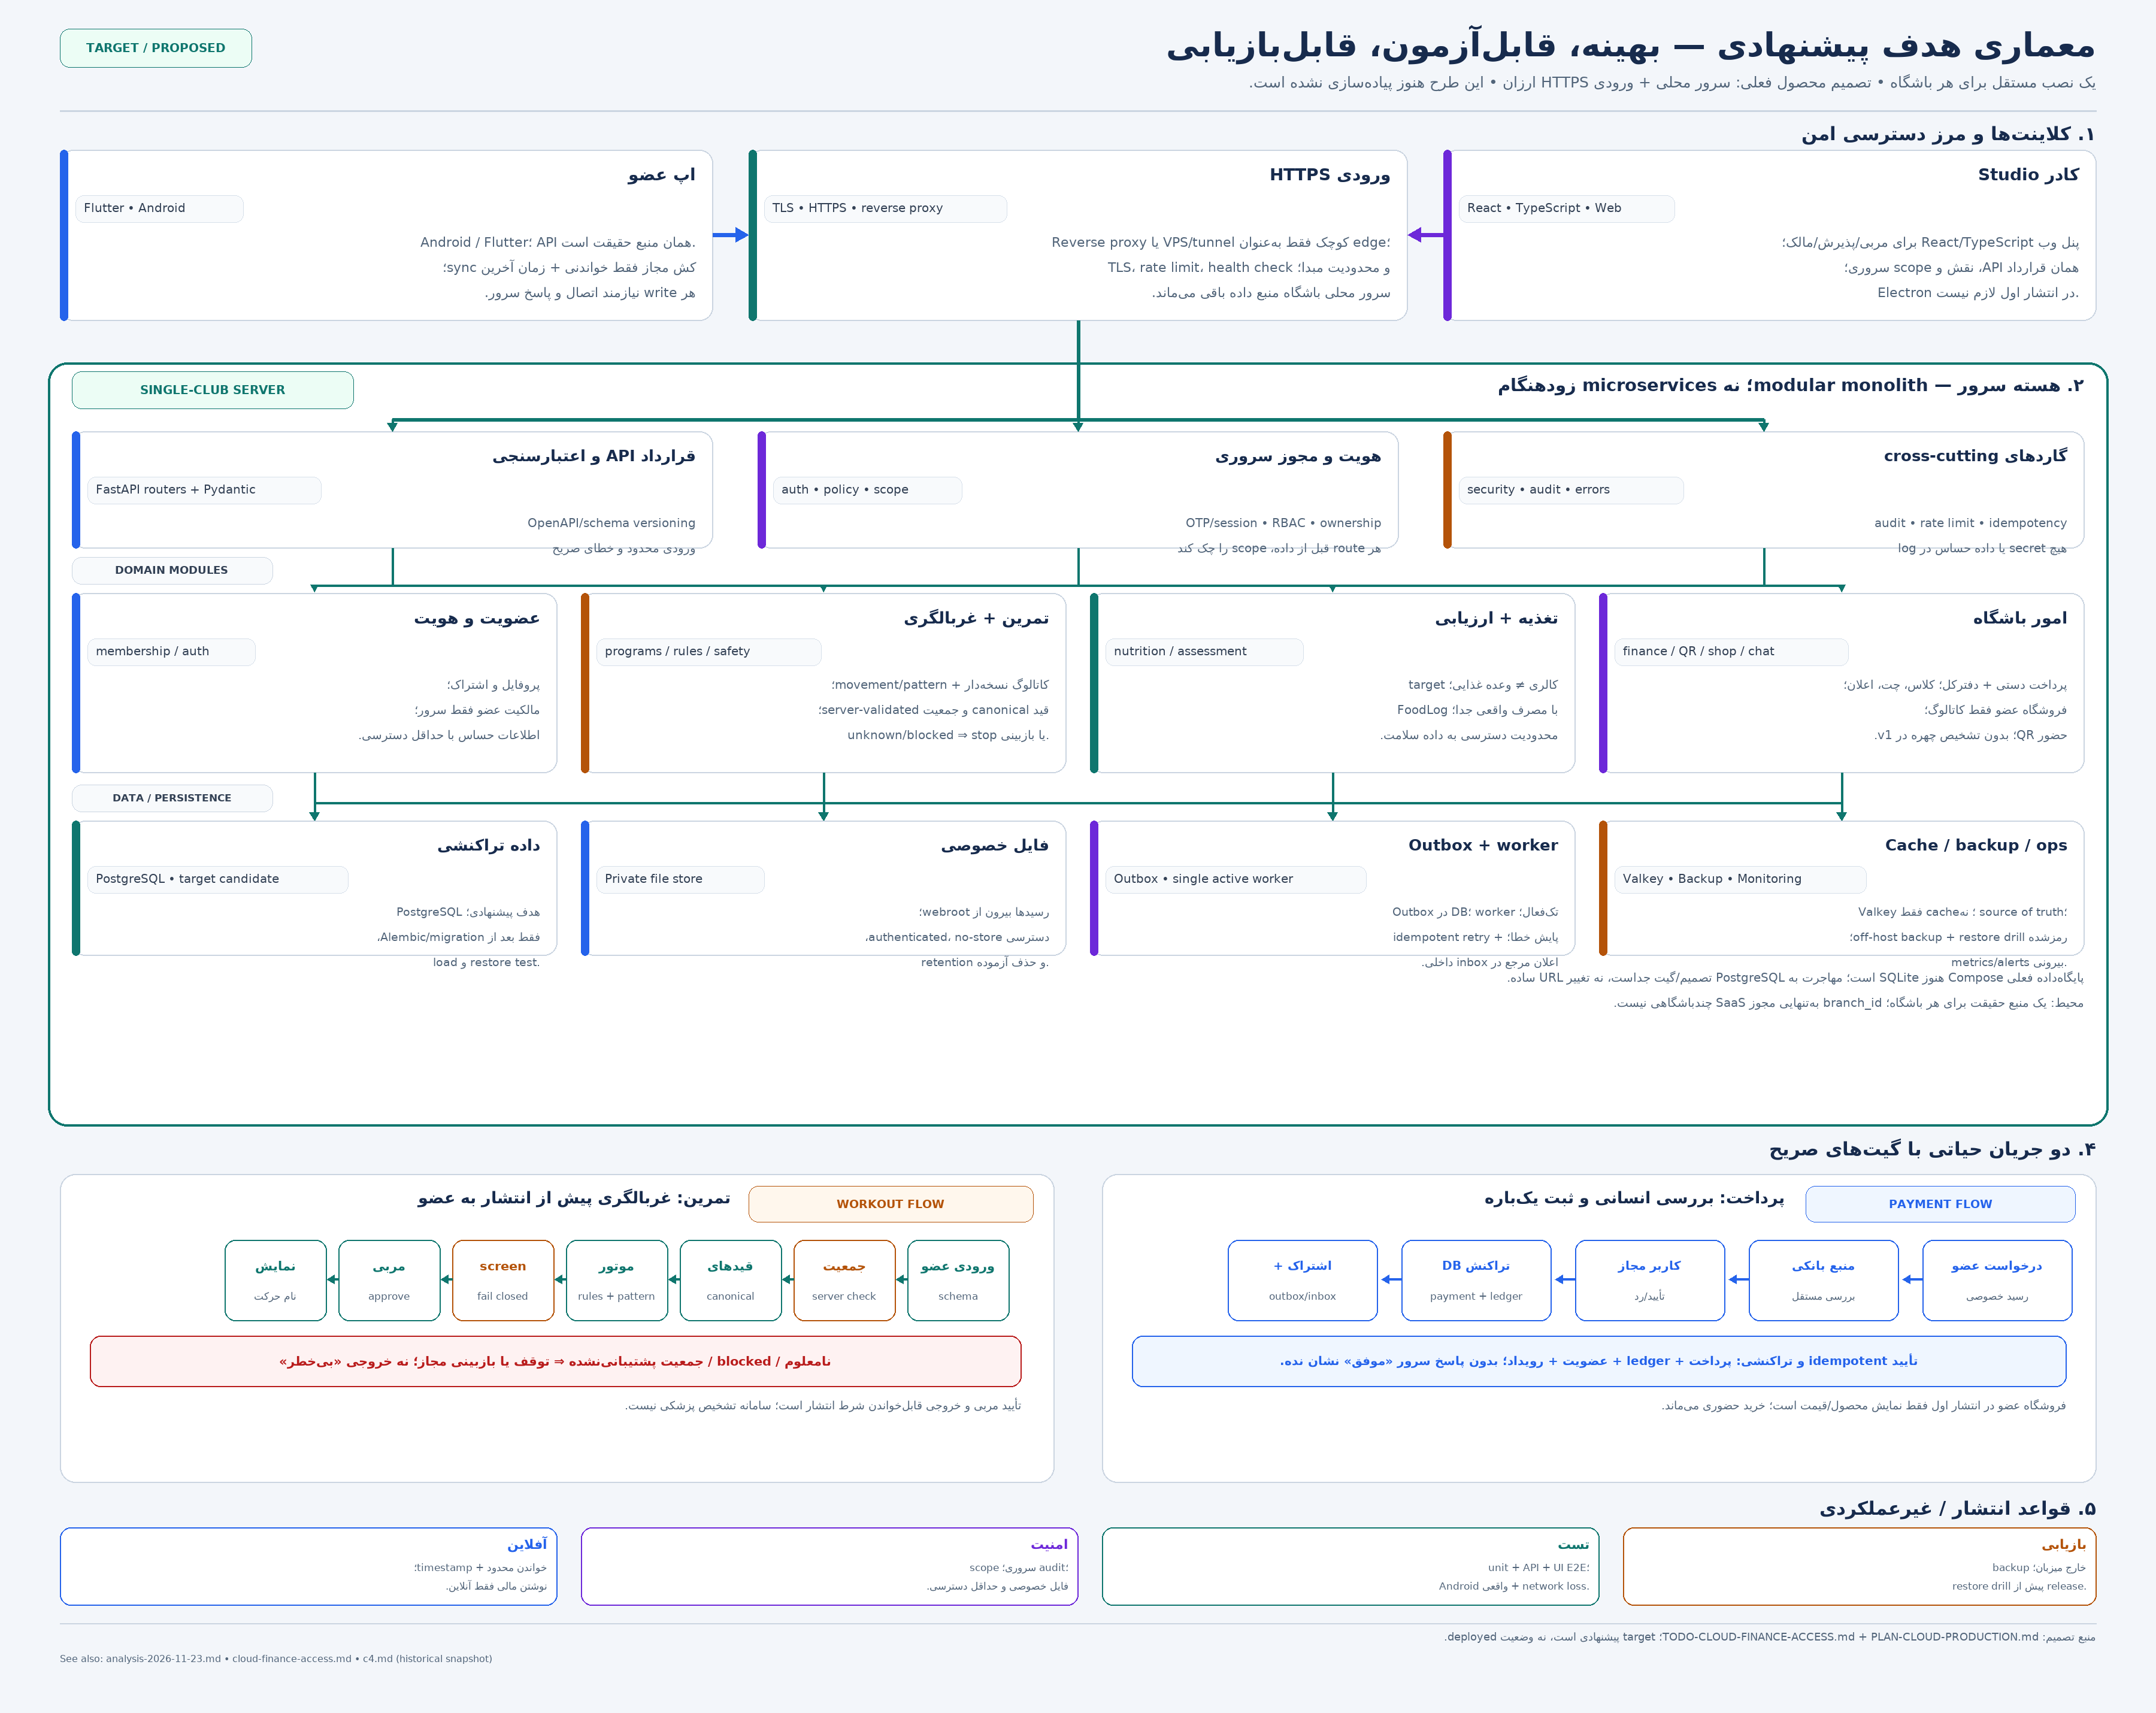 معماری هدف پیشنهادی — بهینه، قابل‌آزمون، قابل‌بازیابی
TARGET / PROPOSED
یک نصب مستقل برای هر باشگاه • تصمیم محصول فعلی: سرور محلی + ورودی HTTPS ارزان • این طرح هنوز پیاده‌سازی نشده است.
۱. کلاینت‌ها و مرز دسترسی امن
کادر Studio
React • TypeScript • Web
پنل وب React/TypeScript برای مربی/پذیرش/مالک؛
همان قرارداد API، نقش و scope سروری؛
Electron در انتشار اول لازم نیست.
ورودی HTTPS
TLS • HTTPS • reverse proxy
Reverse proxy یا VPS/tunnel کوچک فقط به‌عنوان edge؛
TLS، rate limit، health check و محدودیت مبدا؛
سرور محلی باشگاه منبع داده باقی می‌ماند.
اپ عضو
Flutter • Android
Android / Flutter؛ API همان منبع حقیقت است.
کش مجاز فقط خواندنی + زمان آخرین sync؛
هر write نیازمند اتصال و پاسخ سرور.
۲. هسته سرور — modular monolith؛ نه microservices زودهنگام
SINGLE-CLUB SERVER
گاردهای cross-cutting
security • audit • errors
audit • rate limit • idempotency
هیچ secret یا داده حساس در log
هویت و مجوز سروری
auth • policy • scope
OTP/session • RBAC • ownership
هر route قبل از داده، scope را چک کند
قرارداد API و اعتبارسنجی
FastAPI routers + Pydantic
OpenAPI/schema versioning
ورودی محدود و خطای صریح
DOMAIN MODULES
امور باشگاه
finance / QR / shop / chat
پرداخت دستی + دفترکل؛ کلاس، چت، اعلان؛
فروشگاه عضو فقط کاتالوگ؛
حضور QR؛ بدون تشخیص چهره در v1.
تغذیه + ارزیابی
nutrition / assessment
target کالری ≠ وعده غذایی؛
FoodLog با مصرف واقعی جدا؛
محدودیت دسترسی به داده سلامت.
تمرین + غربالگری
programs / rules / safety
کاتالوگ نسخه‌دار + movement/pattern؛
قید canonical و جمعیت server-validated؛
unknown/blocked ⇒ stop یا بازبینی.
عضویت و هویت
membership / auth
پروفایل و اشتراک؛
مالکیت عضو فقط سرور؛
اطلاعات حساس با حداقل دسترسی.
DATA / PERSISTENCE
Cache / backup / ops
Valkey • Backup • Monitoring
Valkey فقط cache؛ نه source of truth؛
off-host backup + restore drill رمزشده؛
metrics/alerts بیرونی.
Outbox + worker
Outbox • single active worker
Outbox در DB؛ worker تک‌فعال؛
idempotent retry + پایش خطا؛
اعلان مرجع در inbox داخلی.
فایل خصوصی
Private file store
رسیدها بیرون از webroot؛
دسترسی authenticated، no-store،
retention و حذف آزموده.
داده تراکنشی
PostgreSQL • target candidate
PostgreSQL هدف پیشنهادی؛
فقط بعد از Alembic/migration،
load و restore test.
پایگاه‌داده فعلی Compose هنوز SQLite است؛ مهاجرت به PostgreSQL تصمیم/گیت جداست، نه تغییر URL ساده.
محیط: یک منبع حقیقت برای هر باشگاه؛ branch_id به‌تنهایی مجوز SaaS چندباشگاهی نیست.
۴. دو جریان حیاتی با گیت‌های صریح
PAYMENT FLOW
پرداخت: بررسی انسانی و ثبت یک‌باره
درخواست عضو
رسید خصوصی
منبع بانکی
بررسی مستقل
کاربر مجاز
تأیید/رد
تراکنش DB
payment + ledger
اشتراک +
outbox/inbox
تأیید idempotent و تراکنشی: پرداخت + ledger + عضویت + رویداد؛ بدون پاسخ سرور «موفق» نشان نده.
فروشگاه عضو در انتشار اول فقط نمایش محصول/قیمت است؛ خرید حضوری می‌ماند.
WORKOUT FLOW
تمرین: غربالگری پیش از انتشار به عضو
ورودی عضو
schema
جمعیت
server check
قیدهای
canonical
موتور
rules + pattern
screen
fail closed
مربی
approve
نمایش
نام حرکت
نامعلوم / blocked / جمعیت پشتیبانی‌نشده ⇒ توقف یا بازبینی مجاز؛ نه خروجی «بی‌خطر»
تأیید مربی و خروجی قابل‌خواندن شرط انتشار است؛ سامانه تشخیص پزشکی نیست.
۵. قواعد انتشار / غیرعملکردی
بازیابی
backup خارج میزبان؛
restore drill پیش از release.
تست
unit + API + UI E2E؛
Android واقعی + network loss.
امنیت
scope سروری؛ audit؛
فایل خصوصی و حداقل دسترسی.
آفلاین
خواندن محدود + timestamp؛
نوشتن مالی فقط آنلاین.
منبع تصمیم: TODO-CLOUD-FINANCE-ACCESS.md + PLAN-CLOUD-PRODUCTION.md؛ target پیشنهادی است، نه وضعیت deployed.
See also: analysis-2026-11-23.md • cloud-finance-access.md • c4.md (historical snapshot)